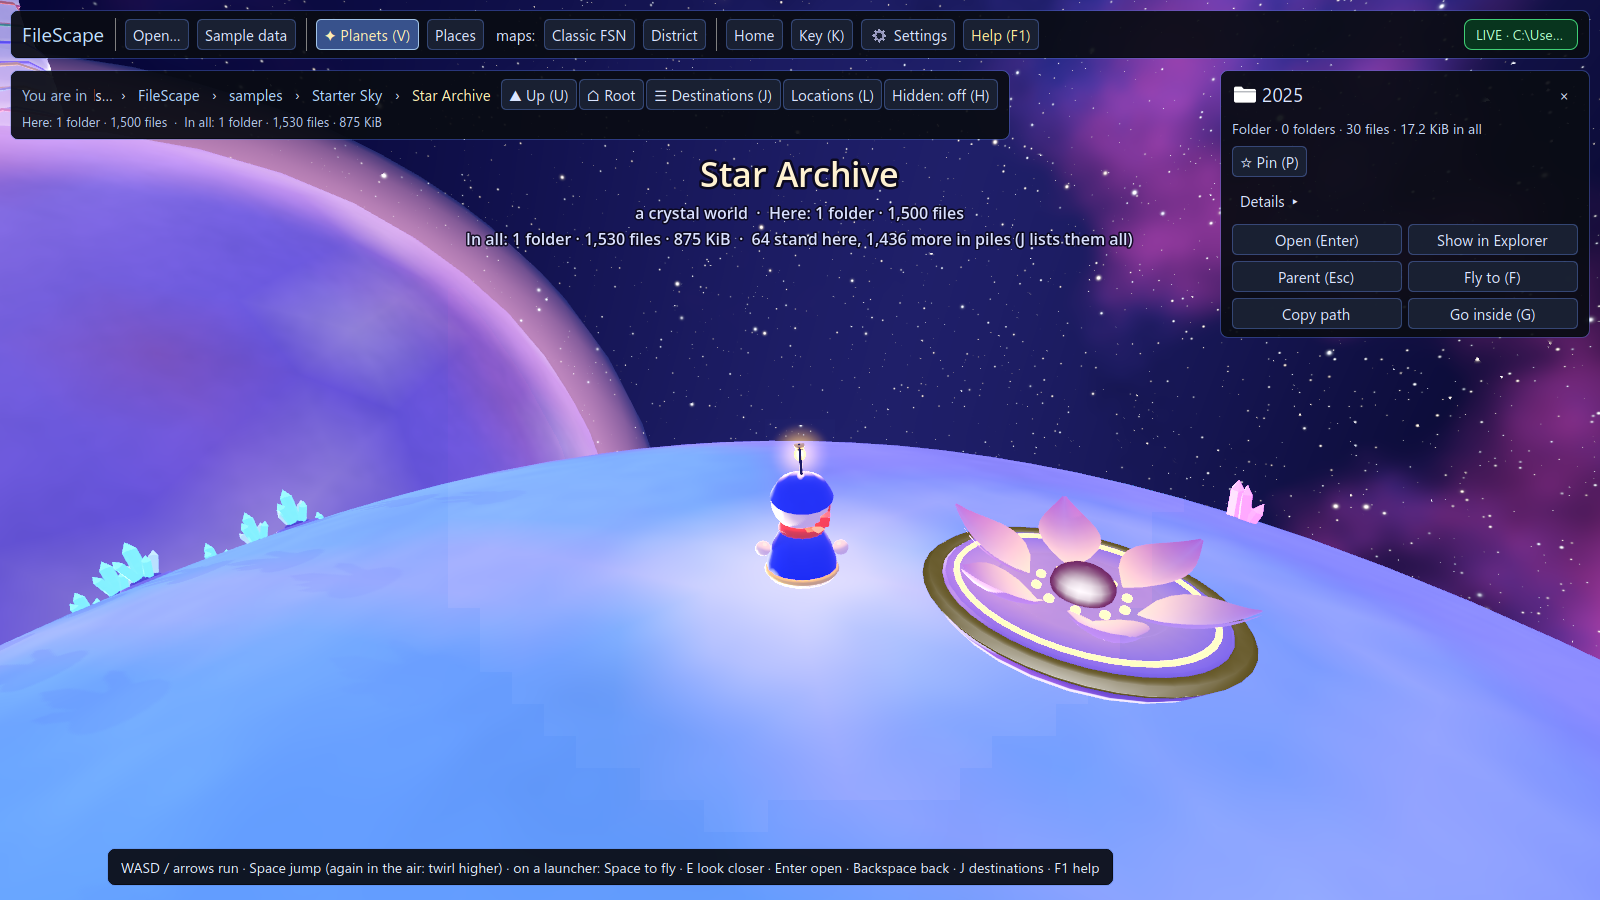 FileScape Open... Sample data ✦ Planets (V) Places maps: Classic FSN District Home Key (K) Settings Help (F1) LIVE · C:\Use...
You are in s... › FileScape › samples › Starter Sky › Star Archive ▲ Up (U) Root ☰ Destinations (J) Locations (L) Hidden: off (H)
Here: 1 folder · 1,500 files · In all: 1 folder · 1,530 files · 875 KiB
2025 ×
Folder · 0 folders · 30 files · 17.2 KiB in all
☆ Pin (P)
Details ▸
Open (Enter) Show in Explorer
Parent (Esc) Fly to (F)
Copy path Go inside (G)
Star Archive
a crystal world · Here: 1 folder · 1,500 files
In all: 1 folder · 1,530 files · 875 KiB · 64 stand here, 1,436 more in piles (J lists them all)
WASD / arrows run · Space jump (again in the air: twirl higher) · on a launcher: Space to fly · E look closer · Enter open · Backspace back · J destinations · F1 help